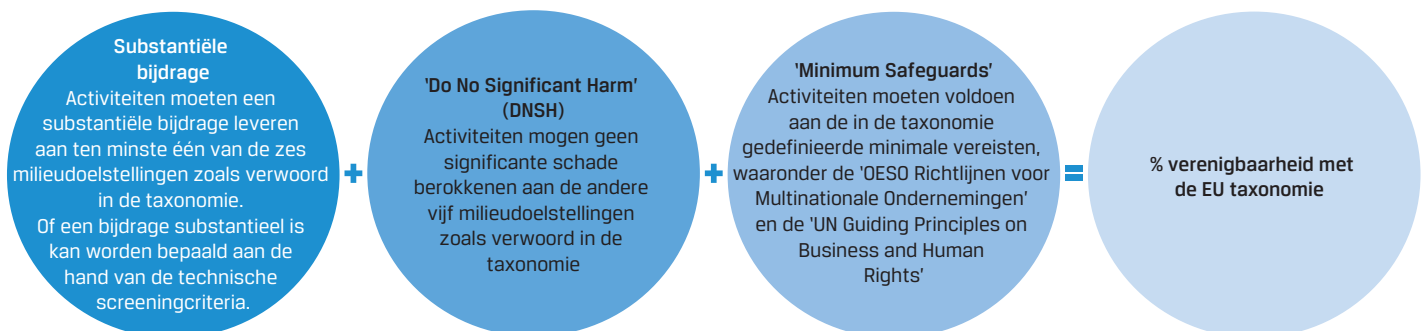 Substantiële
bijdrage
Activiteiten moeten een
substantiële bijdrage leveren
aan ten minste één van de zes
milieudoelstellingen zoals verwoord
in de taxonomie.
Of een bijdrage substantieel is
kan worden bepaald aan de
hand van de technische
screeningcriteria.
+
'Do No Significant Harm'
(DNSH)
Activiteiten mogen geen
significante schade
berokkenen aan de andere
vijf milieudoelstellingen
zoals verwoord in de
taxonomie
+
'Minimum Safeguards'
Activiteiten moeten voldoen
aan de in de taxonomie
gedefinieerde minimale vereisten,
waaronder de 'OESO Richtlijnen voor
Multinationale Ondernemingen'
en de 'UN Guiding Principles on
Business and Human
Rights'
=
% verenigbaarheid met
de EU taxonomie